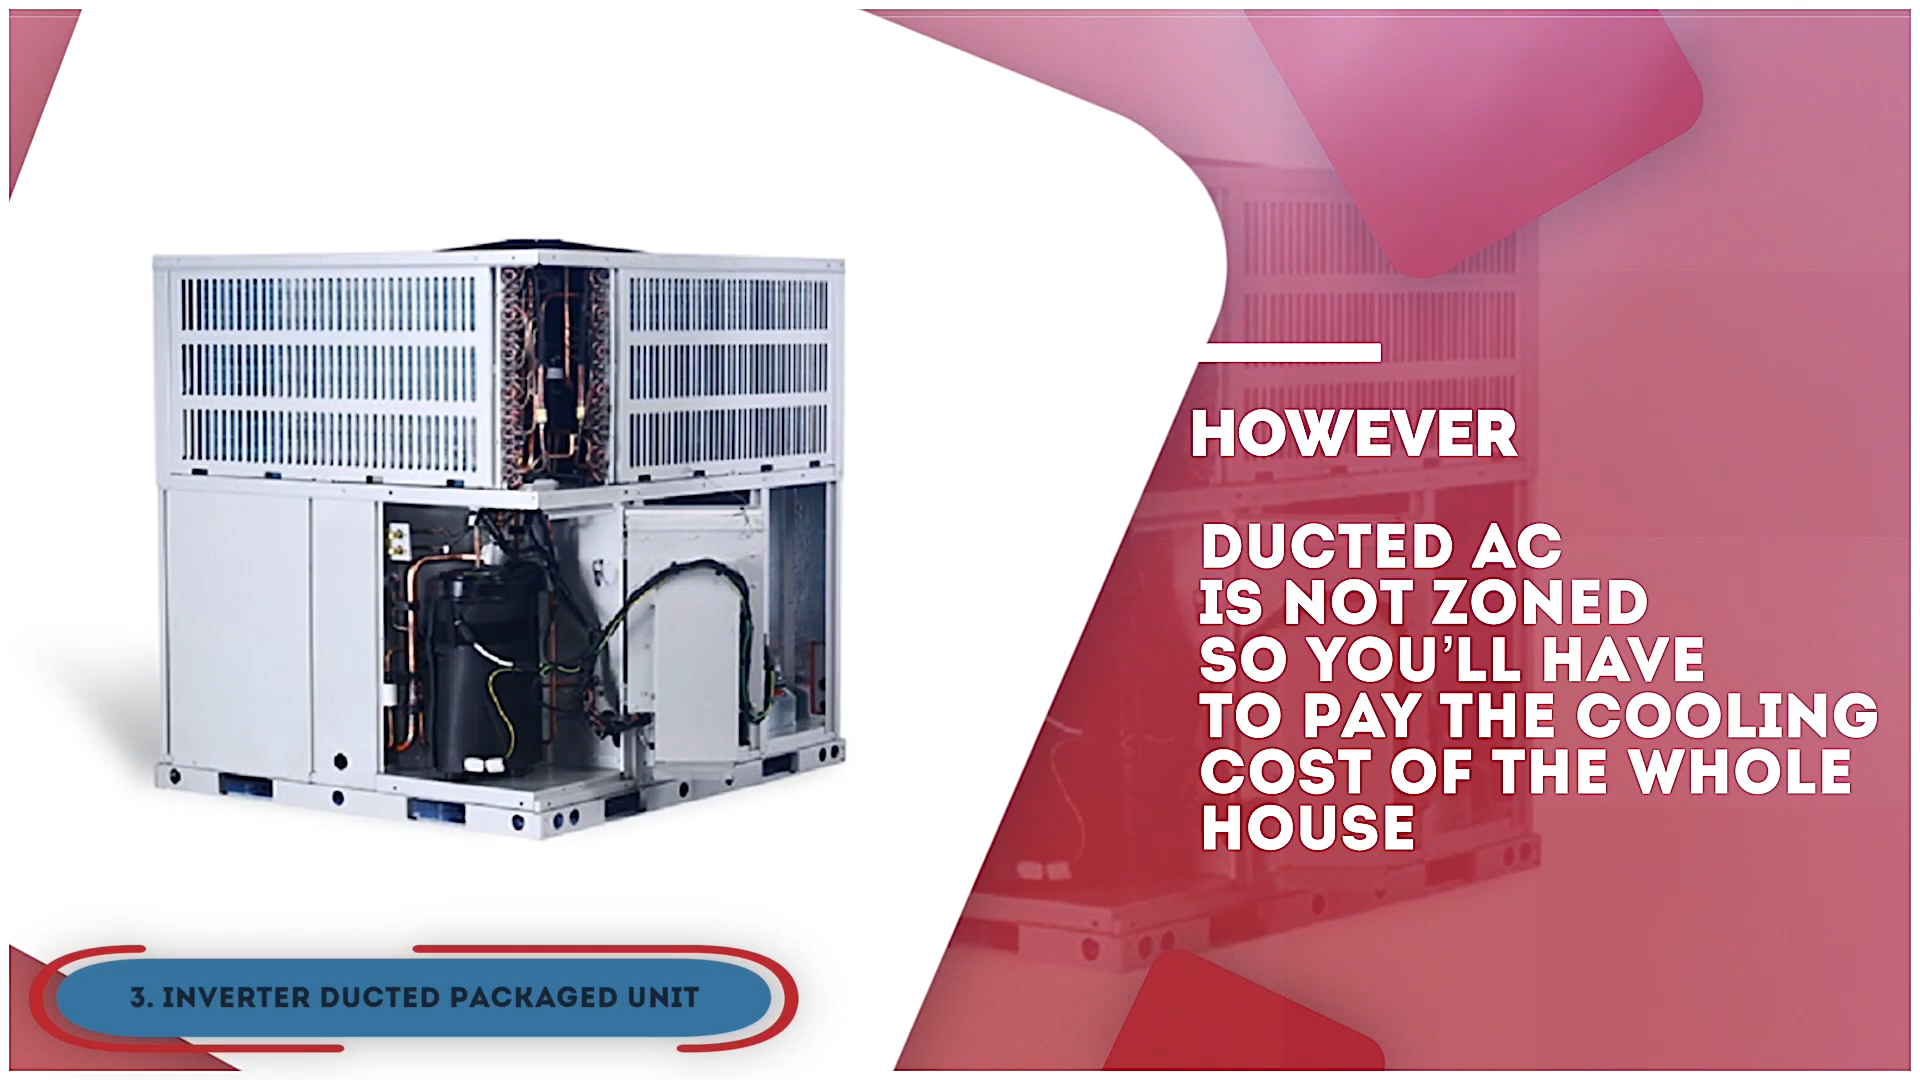 HOWEVER
DUCTED AC
IS NOT ZONED
SO YOU'LL HAVE
TO PAY THE COOLING
COST OF THE WHOLE
HOUSE
3. INVERTER DUCTED PACKAGED UNIT